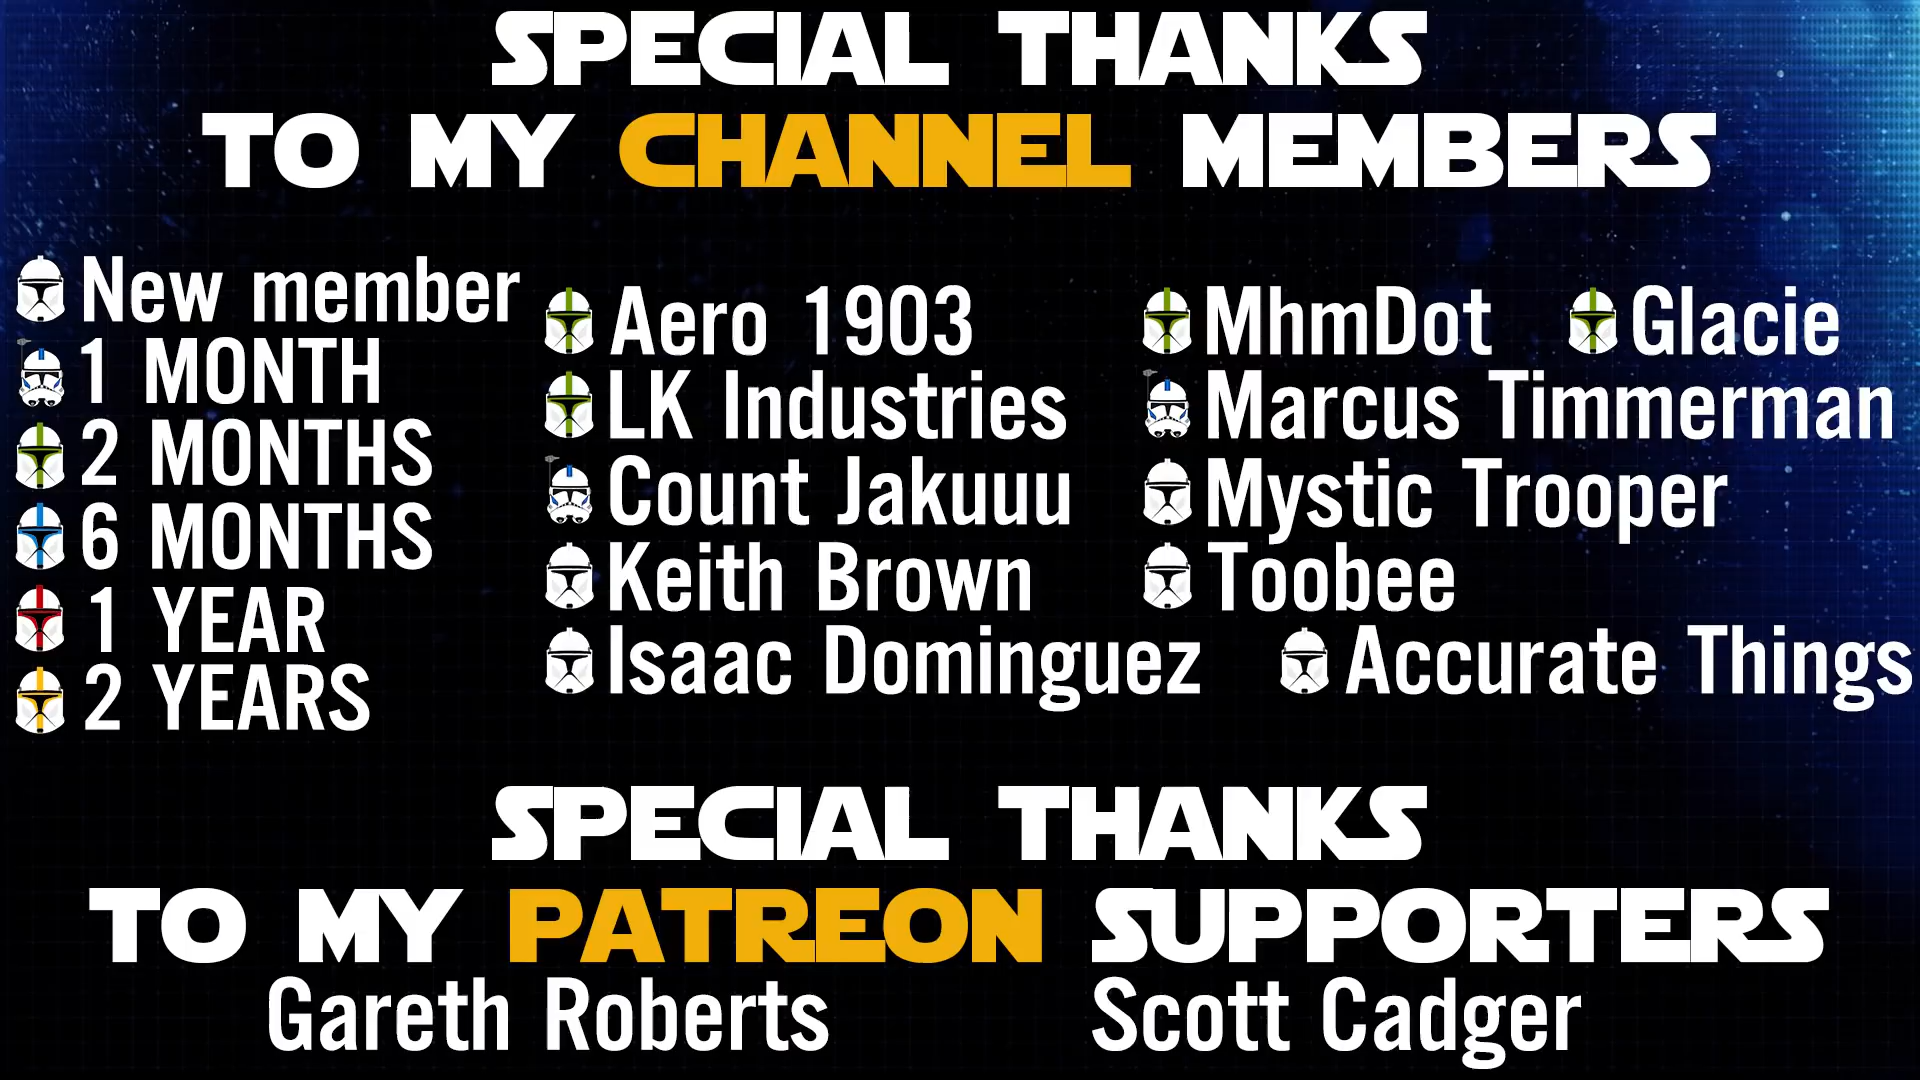 SPECIAL THANKS
TO MY CHANNEL MEMBERS
New member
1 MONTH
2 MONTHS
6 MONTHS
1 YEAR
2 YEARS
Aero 1903
LK Industries
Count Jakuuu
Keith Brown
Isaac Dominguez
MhmDot Glacie
Marcus Timmerman
Mystic Trooper
Toobee
Accurate Things
SPECIAL THANKS
TO MY PATREON SUPPORTERS
Gareth Roberts Scott Cadger